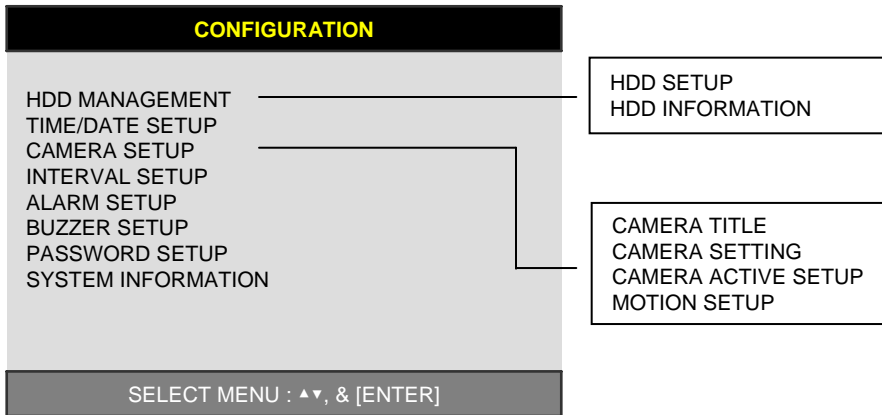 CONFIGURATION
HDD MANAGEMENT
TIME/DATE SETUP
CAMERA SETUP
INTERVAL SETUP
ALARM SETUP
BUZZER SETUP
PASSWORD SETUP
SYSTEM INFORMATION
SELECT MENU : ▲▼, & [ENTER]
HDD SETUP
HDD INFORMATION
CAMERA TITLE
CAMERA SETTING
CAMERA ACTIVE SETUP
MOTION SETUP